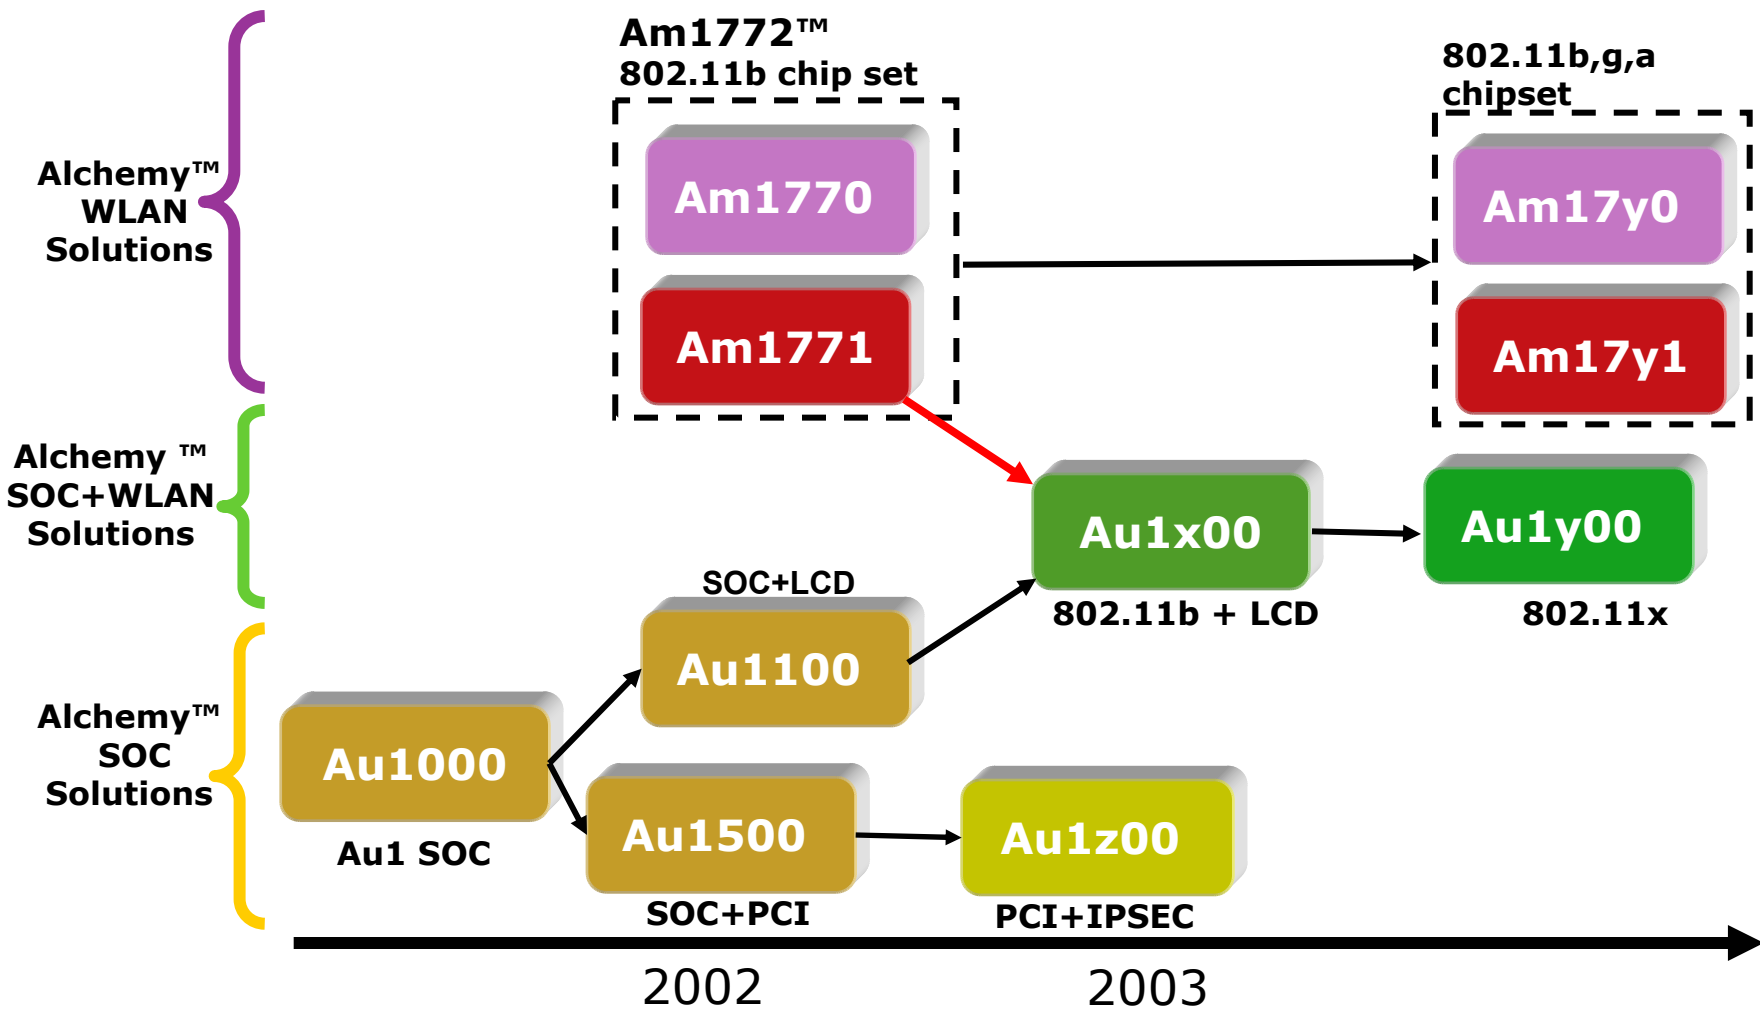 Am1772™
802.11b chip set
802.11b,g,a
chipset
Alchemy™
WLAN
Solutions
Am1770
Am17y0
Am1771
Am17y1
Alchemy ™
SOC+WLAN
Solutions
Au1x00
Au1y00
802.11b + LCD
802.11x
SOC+LCD
Au1100
Alchemy™
SOC
Solutions
Au1000
Au1 SOC
Au1500
SOC+PCI
Au1z00
PCI+IPSEC
2002
2003